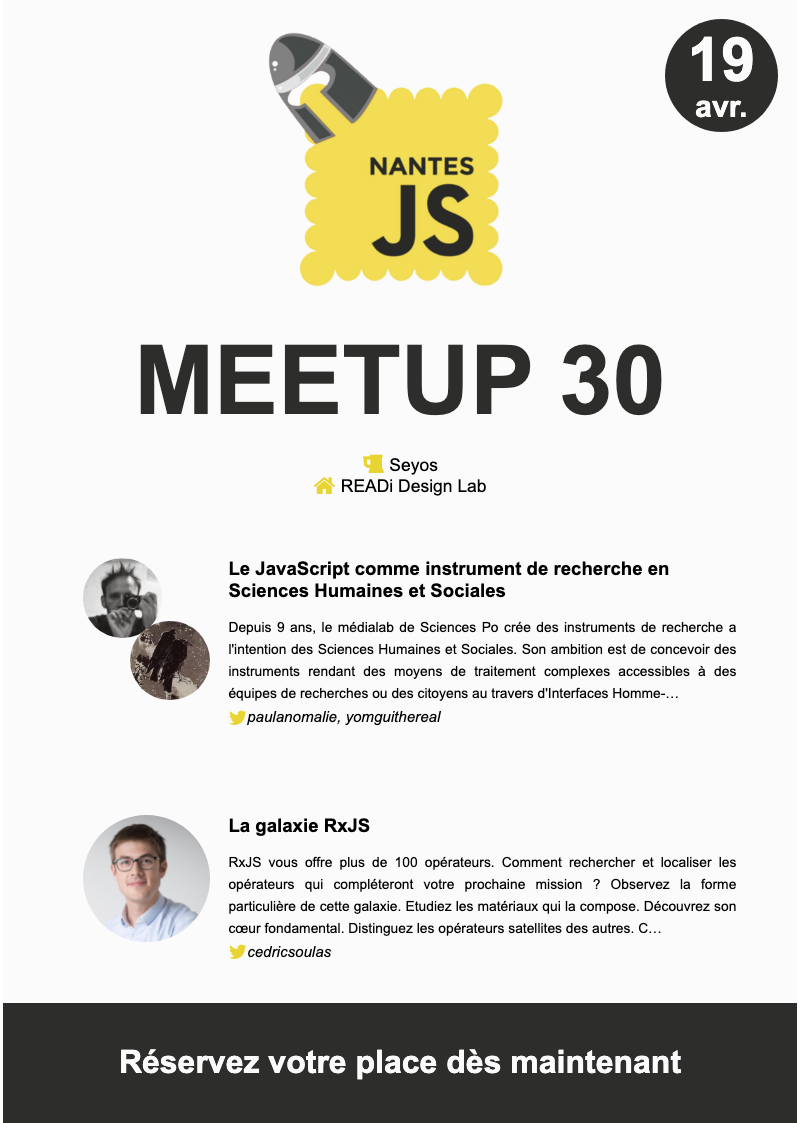 19
avr.
NANTES
JS
MEETUP 30
Seyos
READi Design Lab
Le JavaScript comme instrument de recherche en
Sciences Humaines et Sociales
Depuis 9 ans, le médialab de Sciences Po crée des instruments de recherche a
l'intention des Sciences Humaines et Sociales. Son ambition est de concevoir des
instruments rendant des moyens de traitement complexes accessibles à des
équipes de recherches ou des citoyens au travers d'Interfaces Homme-…
paulanomalie, yomguithereal
La galaxie RxJS
RxJS vous offre plus de 100 opérateurs. Comment rechercher et localiser les
opérateurs qui compléteront votre prochaine mission ? Observez la forme
particulière de cette galaxie. Etudiez les matériaux qui la compose. Découvrez son
cœur fondamental. Distinguez les opérateurs satellites des autres. C…
cedricsoulas
Réservez votre place dès maintenant